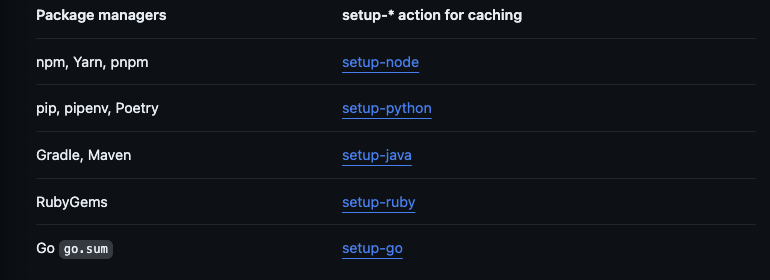 Package managers setup-* action for caching
npm, Yarn, pnpm setup-node
pip, pipenv, Poetry setup-python
Gradle, Maven setup-java
RubyGems setup-ruby
Go go.sum setup-go